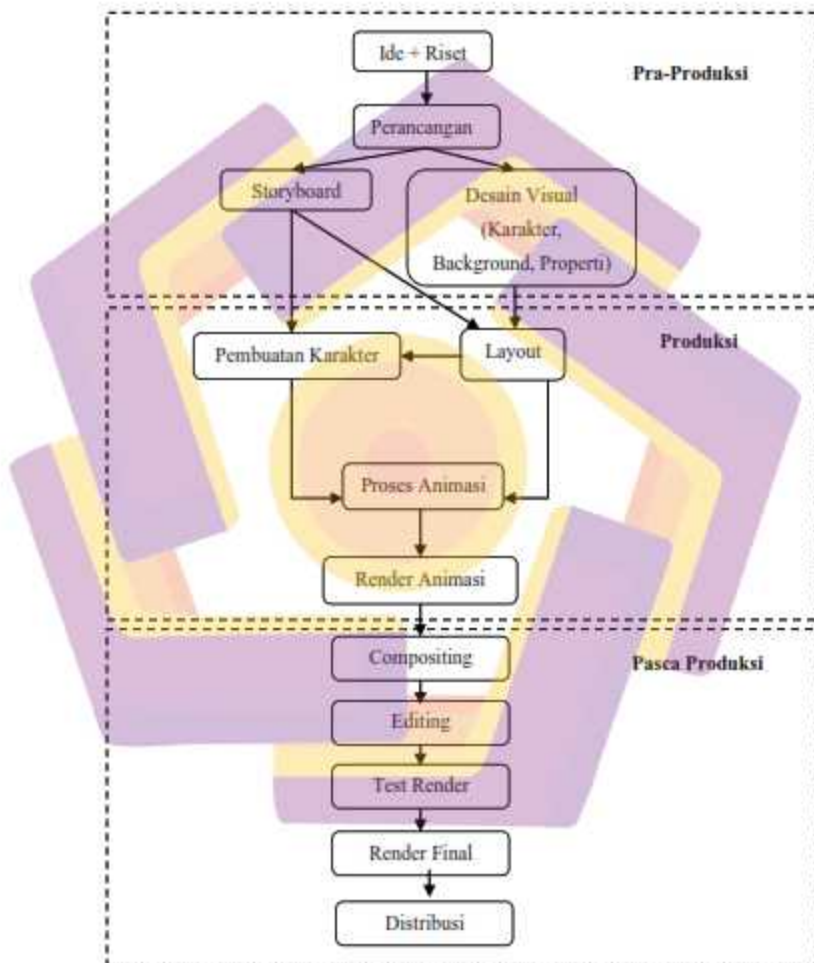 Ide + Riset
Pra-Produksi
Perancangan
Storyboard
Desain Visual
(Karakter,
Background, Properti)
Produksi
Pembuatan Karakter
Layout
Proses Animasi
Render Animasi
Compositing
Pasca Produksi
Editing
Test Render
Render Final
Distribusi